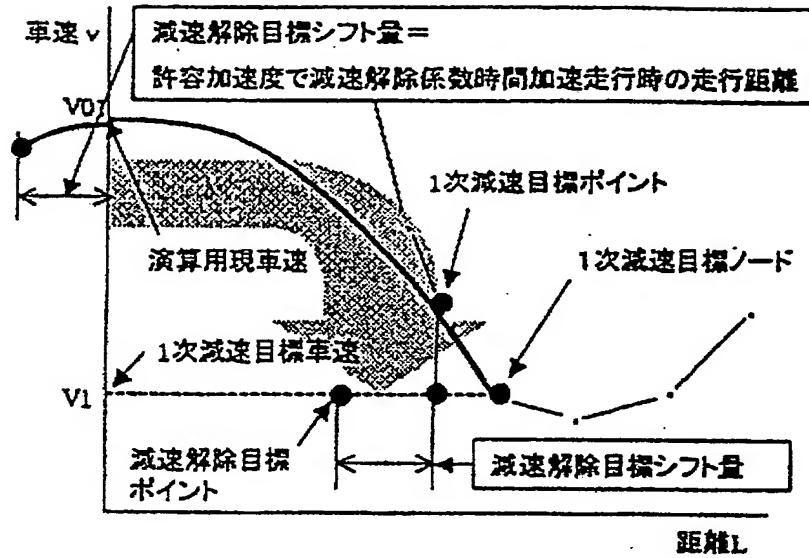 車速 v
減速解除目標シフト量＝
許容加速度で減速解除係数時間加速走行時の走行距離
V0
1次減速目標ポイント
演算用現車速
1次減速目標ノード
1次減速目標車速
V1
減速解除目標
ポイント
減速解除目標シフト量
距離L